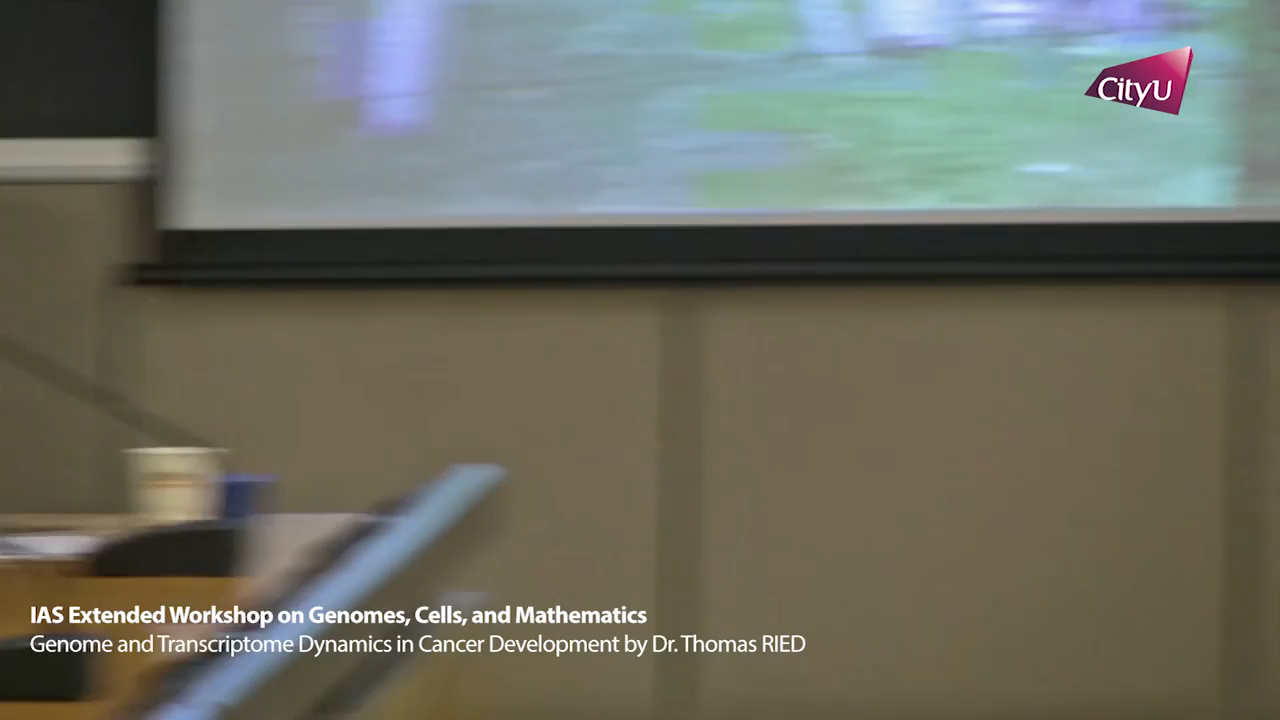 CityU
IAS Extended Workshop on Genomes, Cells, and Mathematics
Genome and Transcriptome Dynamics in Cancer Development by Dr. Thomas RIED